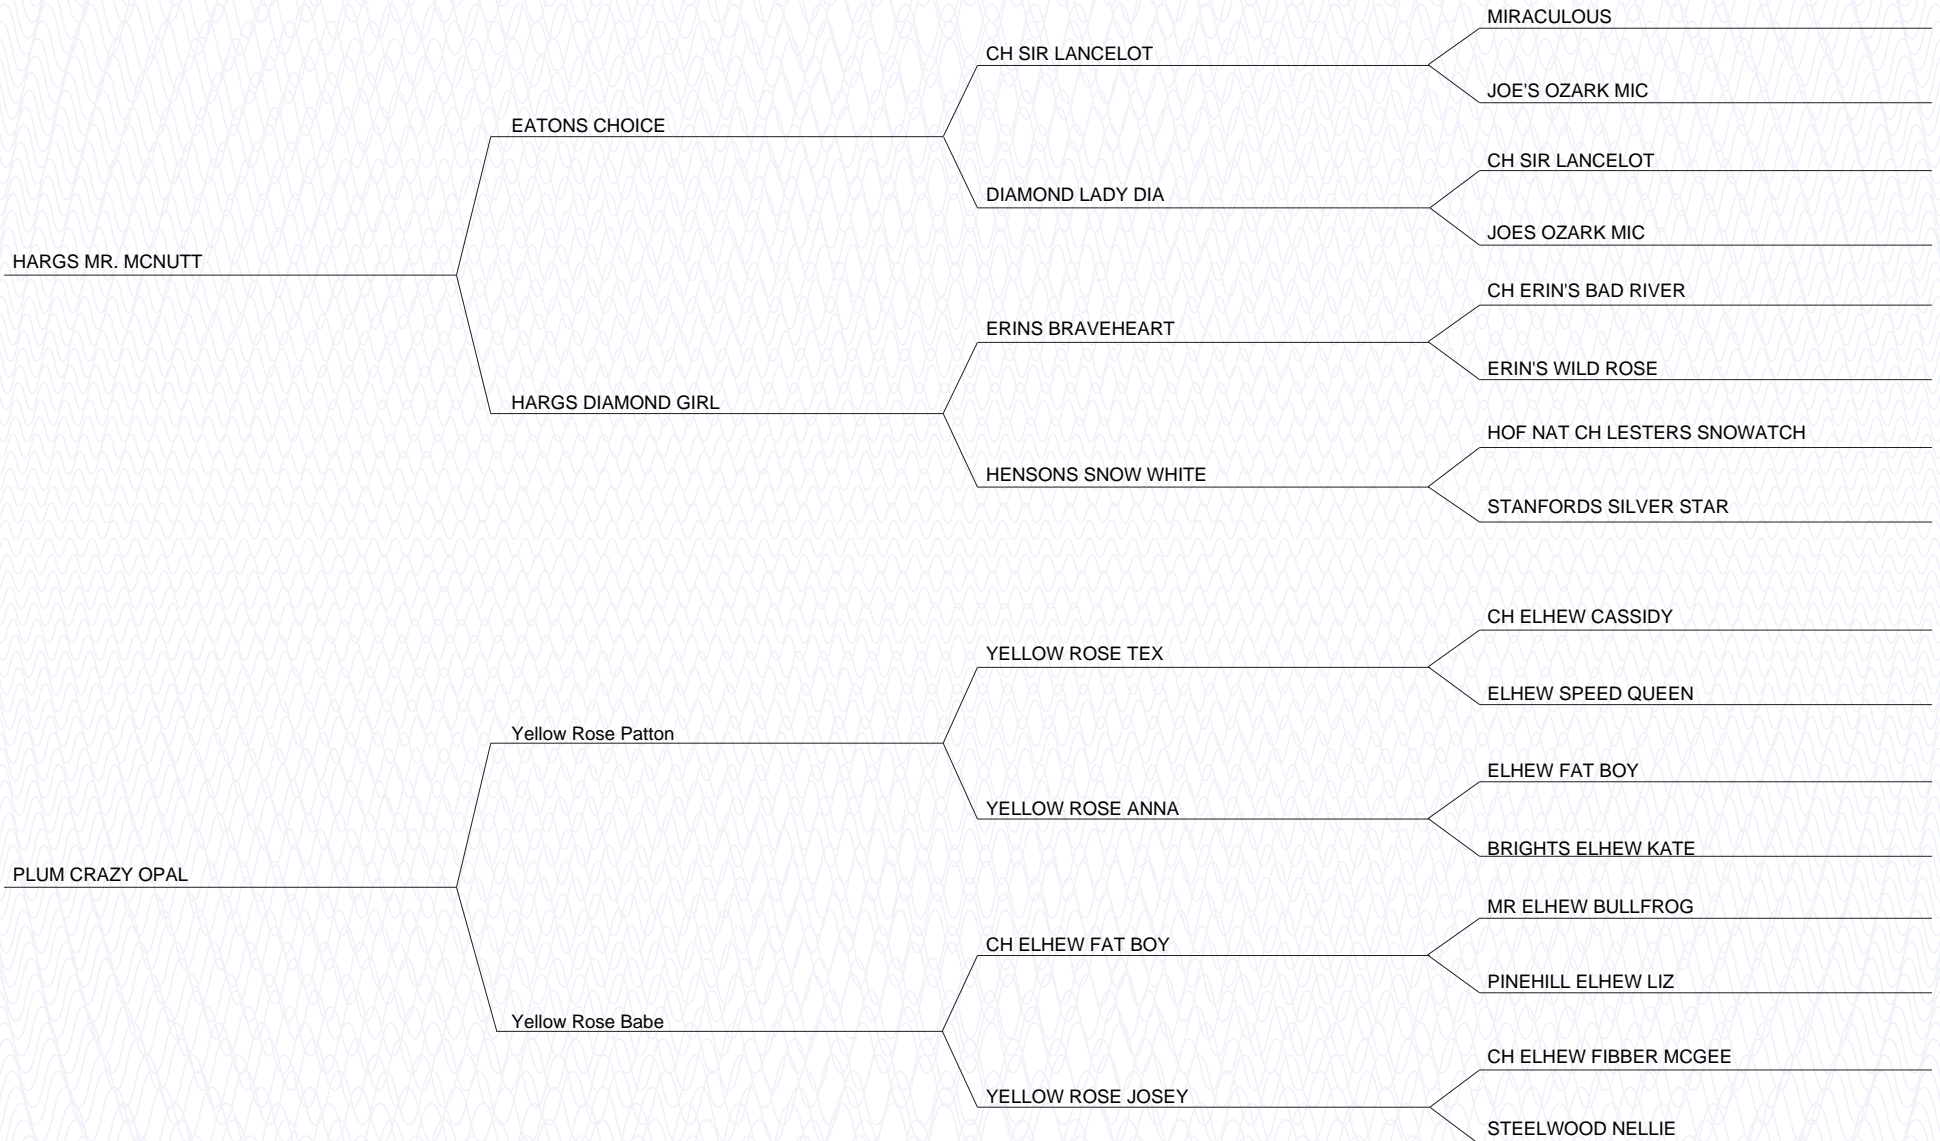 MIRACULOUS
CH SIR LANCELOT
JOE'S OZARK MIC
EATONS CHOICE
CH SIR LANCELOT
DIAMOND LADY DIA
JOES OZARK MIC
HARGS MR. MCNUTT
CH ERIN'S BAD RIVER
ERINS BRAVEHEART
ERIN'S WILD ROSE
HARGS DIAMOND GIRL
HOF NAT CH LESTERS SNOWATCH
HENSONS SNOW WHITE
STANFORDS SILVER STAR
CH ELHEW CASSIDY
YELLOW ROSE TEX
ELHEW SPEED QUEEN
Yellow Rose Patton
ELHEW FAT BOY
YELLOW ROSE ANNA
BRIGHTS ELHEW KATE
PLUM CRAZY OPAL
MR ELHEW BULLFROG
CH ELHEW FAT BOY
PINEHILL ELHEW LIZ
Yellow Rose Babe
CH ELHEW FIBBER MCGEE
YELLOW ROSE JOSEY
STEELWOOD NELLIE